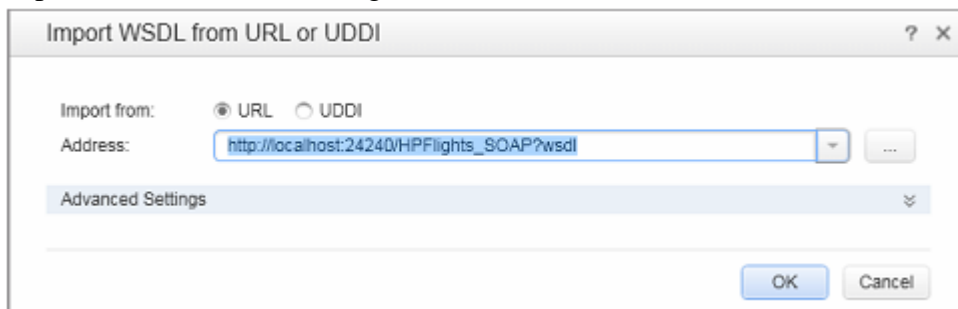 Import WSDL from URL or UDDI ? ×
Import from: URL UDDI
Address: http://localhost:24240/HPFlights_SOAP?wsdl ...
Advanced Settings
OK Cancel